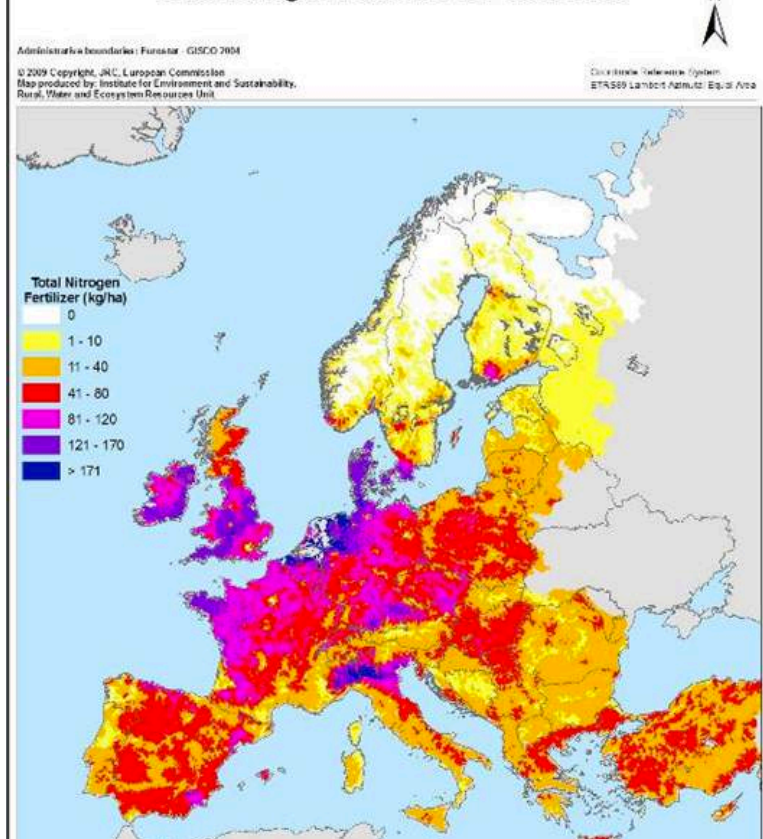 Administrative boundaries: Eurostat - GISCO 2004
© 2009 Copyright, JRC, European Commission
Map produced by: Institute for Environment and Sustainability,
Rural, Water and Ecosystem Resources Unit
Coordinate Reference System
ETRS89 Lambert Azimutal Equal Area
Total Nitrogen
Fertilizer (kg/ha)
0
1 - 10
11 - 40
41 - 80
81 - 120
121 - 170
> 171